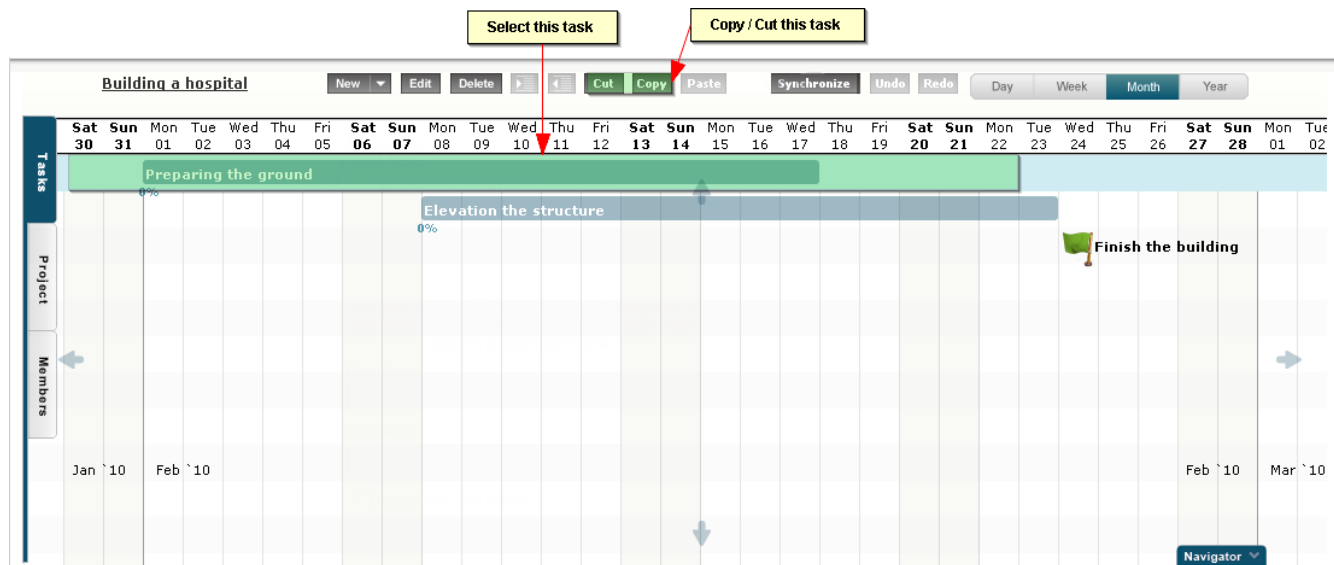 Select this task
Copy / Cut this task
Building a hospital
New Edit Delete Cut Copy Paste Synchronize Undo Redo Day Week Month Year
Sat Sun Mon Tue Wed Thu Fri Sat Sun Mon Tue Wed Thu Fri Sat Sun Mon Tue Wed Thu Fri Sat Sun Mon Tue Wed Thu Fri Sat Sun Mon Tue
30 31 01 02 03 04 05 06 07 08 09 10 11 12 13 14 15 16 17 18 19 20 21 22 23 24 25 26 27 28 01 02
Tasks
Preparing the ground
0%
Elevation the structure
0%
Finish the building
Project
Members
Jan `10 Feb `10 Feb `10 Mar `10
Navigator